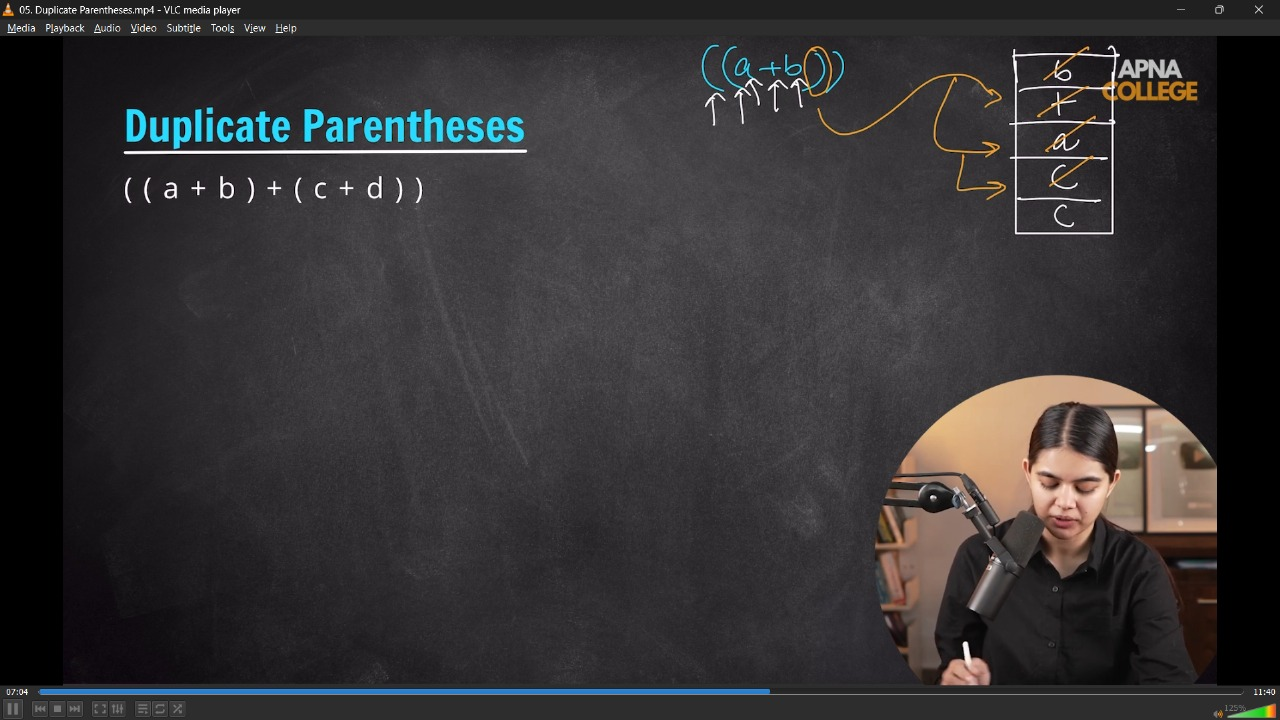 05. Duplicate Parentheses.mp4 - VLC media player
Media Playback Audio Video Subtitle Tools View Help
((a+b))
Duplicate Parentheses
( ( a + b ) + ( c + d ) )
b
+
a
(
(
APNA
COLLEGE
07:04
11:40
125%